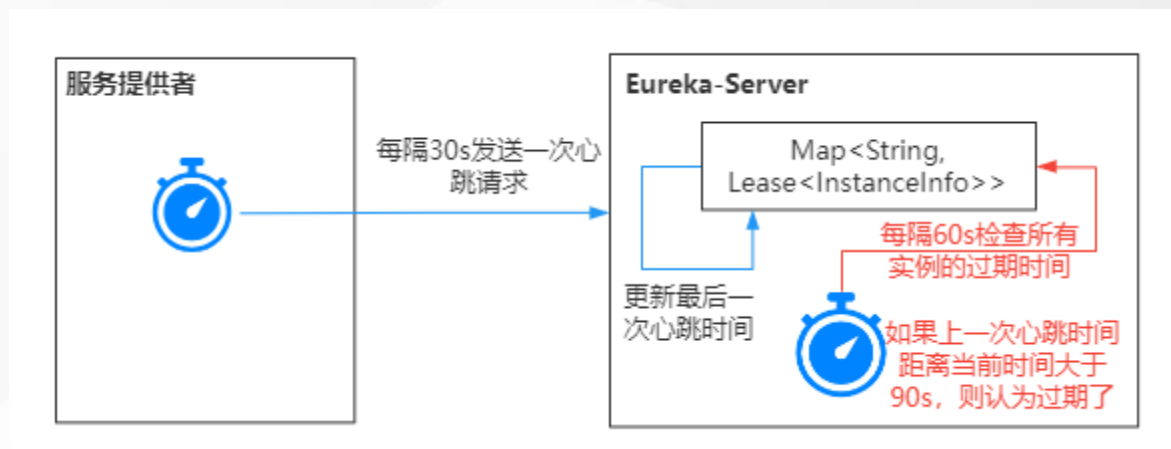 服务提供者
每隔30s发送一次心
跳请求
Eureka-Server
Map<String,
Lease<InstanceInfo>>
更新最后一
次心跳时间
每隔60s检查所有
实例的过期时间
如果上一次心跳时间
距离当前时间大于
90s，则认为过期了